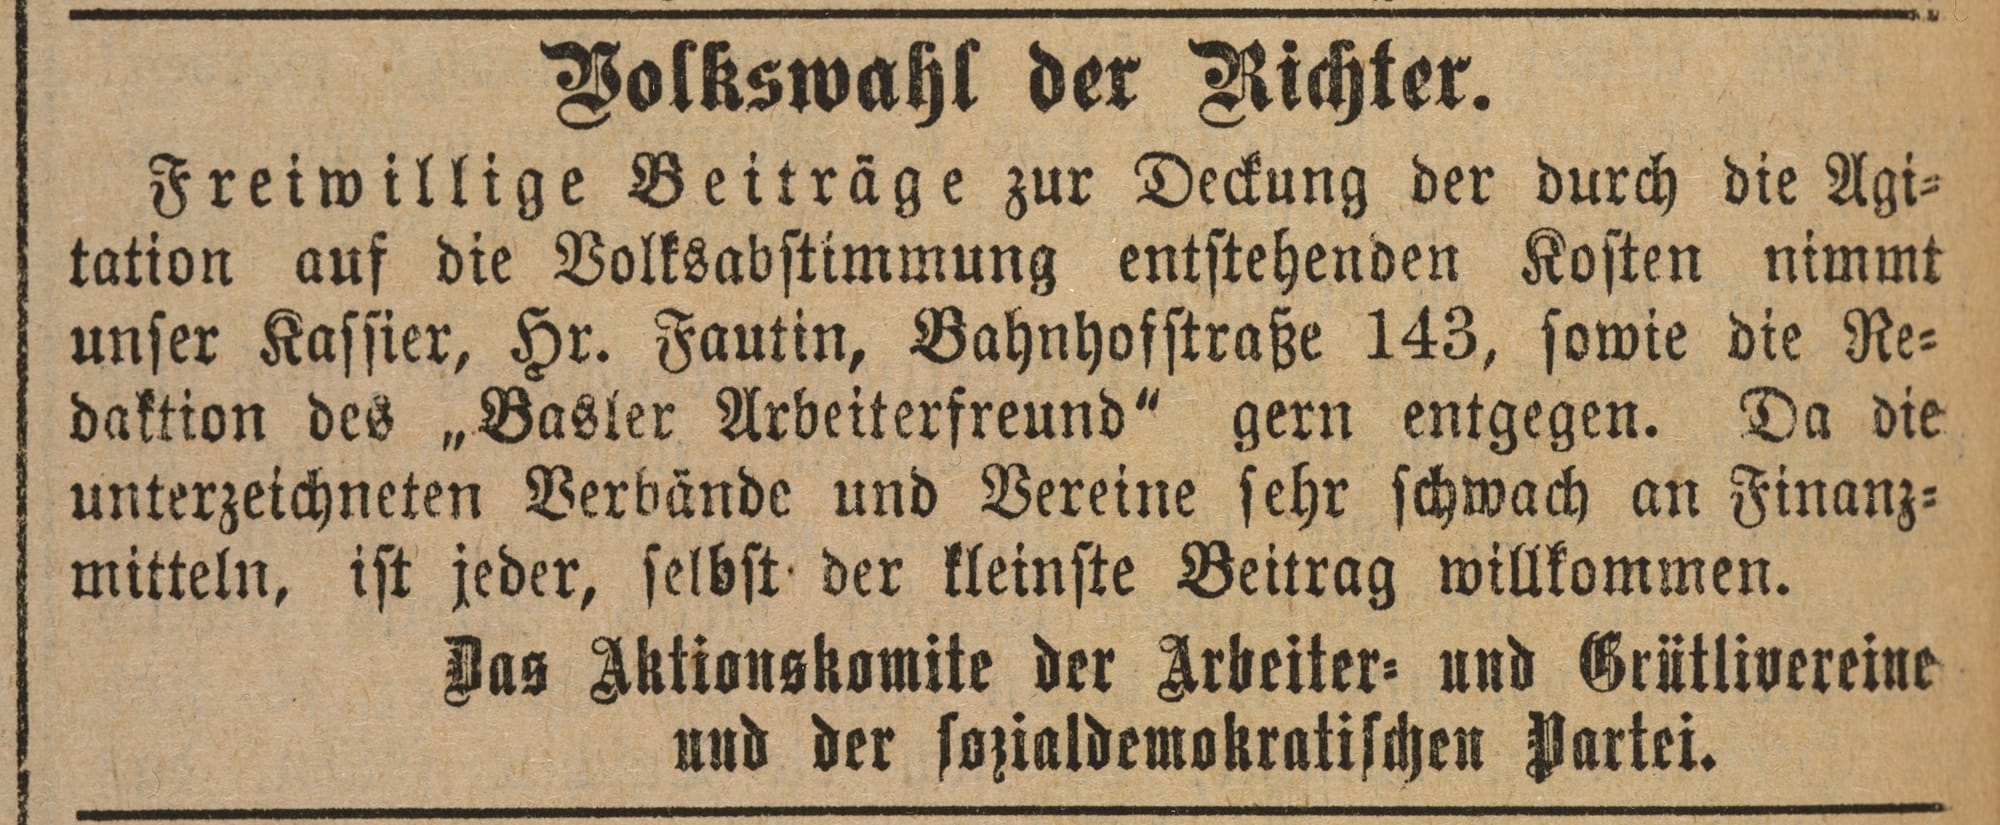 Volkswahl der Richter.
Freiwillige Beiträge zur Deckung der durch die Agi-
tation auf die Volksabstimmung entstehenden Kosten nimmt
unser Kassier, Hr. Fautin, Bahnhofstraße 143, sowie die Re-
daktion des „Basler Arbeiterfreund“ gern entgegen. Da die
unterzeichneten Verbände und Vereine sehr schwach an Finanz-
mitteln, ist jeder, selbst der kleinste Beitrag willkommen.
Das Aktionskomite der Arbeiter- und Grütlivereine
und der sozialdemokratischen Partei.